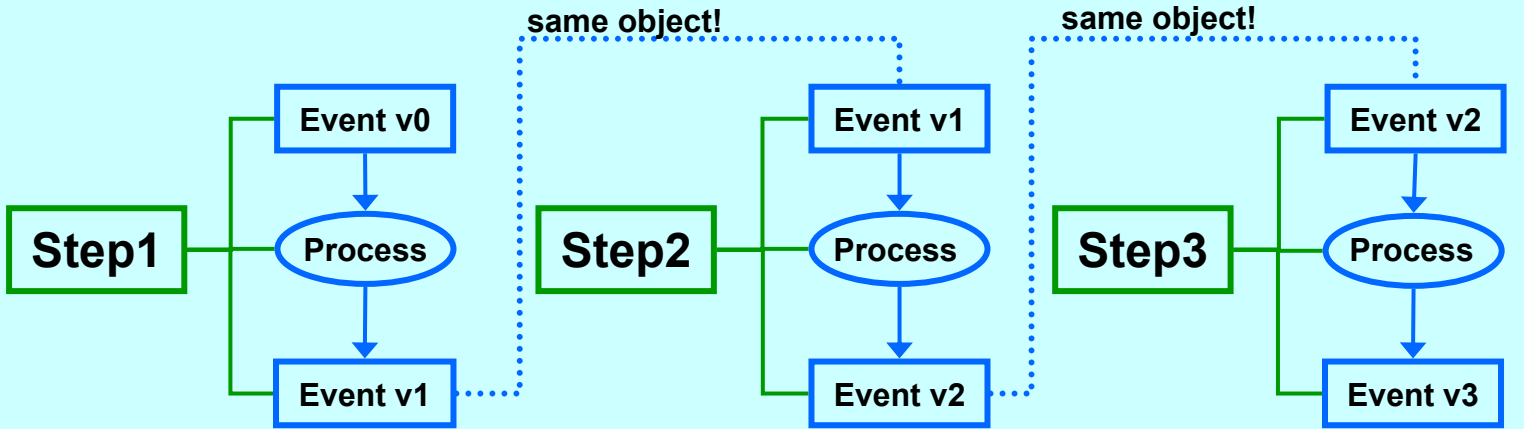 same object!
same object!
Event v0
Event v1
Event v2
Step1
Process
Step2
Process
Step3
Process
Event v1
Event v2
Event v3